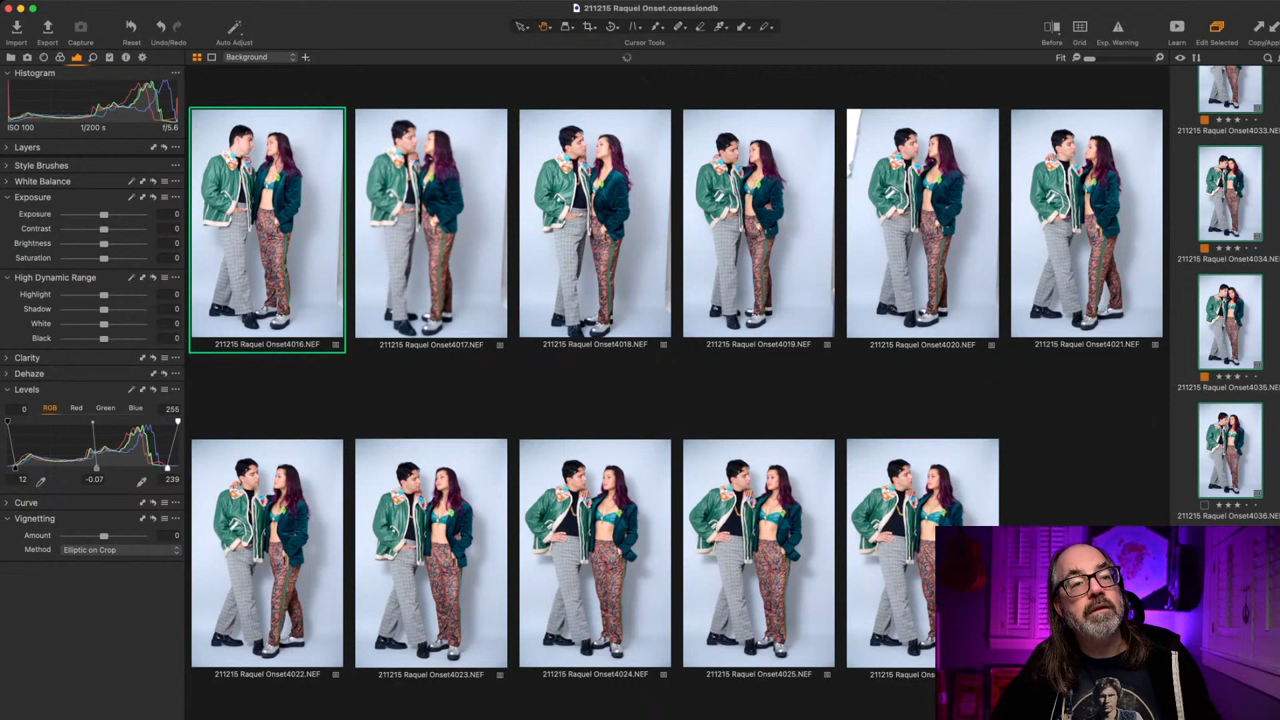 211215 Raquel Onset.cosessiondb
Import Export Capture Reset Undo/Redo Auto Adjust Cursor Tools Before Grid Exp. Warning Learn Edit Selected Copy/App
Background Fit
Histogram
ISO 100 1/200 s f/5.6
Layers
Style Brushes
White Balance
Exposure
Exposure 0
Contrast 0
Brightness 0
Saturation 0
High Dynamic Range
Highlight 0
Shadow 0
White 0
Black 0
Clarity
Dehaze
Levels
0 RGB Red Green Blue 255
12 -0.07 239
Curve
Vignetting
Amount 0
Method Elliptic on Crop
211215 Raquel Onset4016.NEF
211215 Raquel Onset4017.NEF
211215 Raquel Onset4018.NEF
211215 Raquel Onset4019.NEF
211215 Raquel Onset4020.NEF
211215 Raquel Onset4021.NEF
211215 Raquel Onset4022.NEF
211215 Raquel Onset4023.NEF
211215 Raquel Onset4024.NEF
211215 Raquel Onset4025.NEF
211215 Raquel Ons
211215 Raquel Onset4033.
211215 Raquel Onset4034.
211215 Raquel Onset4035.
211215 Raquel Onset4036.